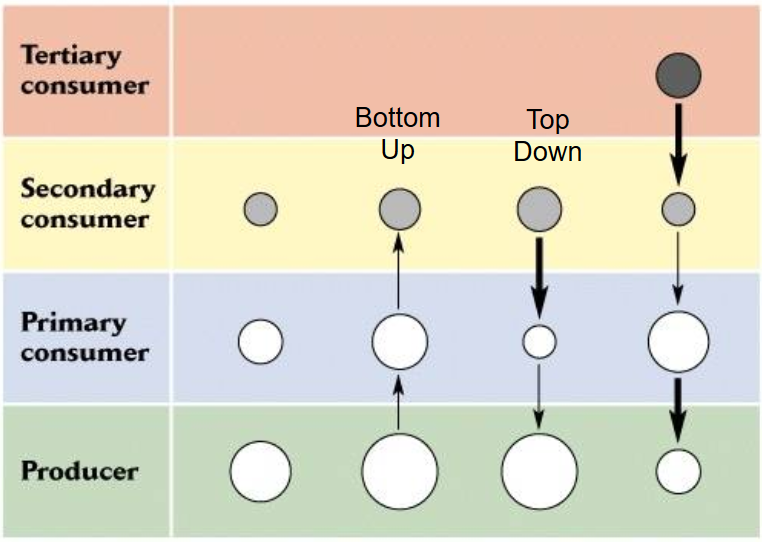 Tertiary
consumer
Bottom
Up
Top
Down
Secondary
consumer
Primary
consumer
Producer